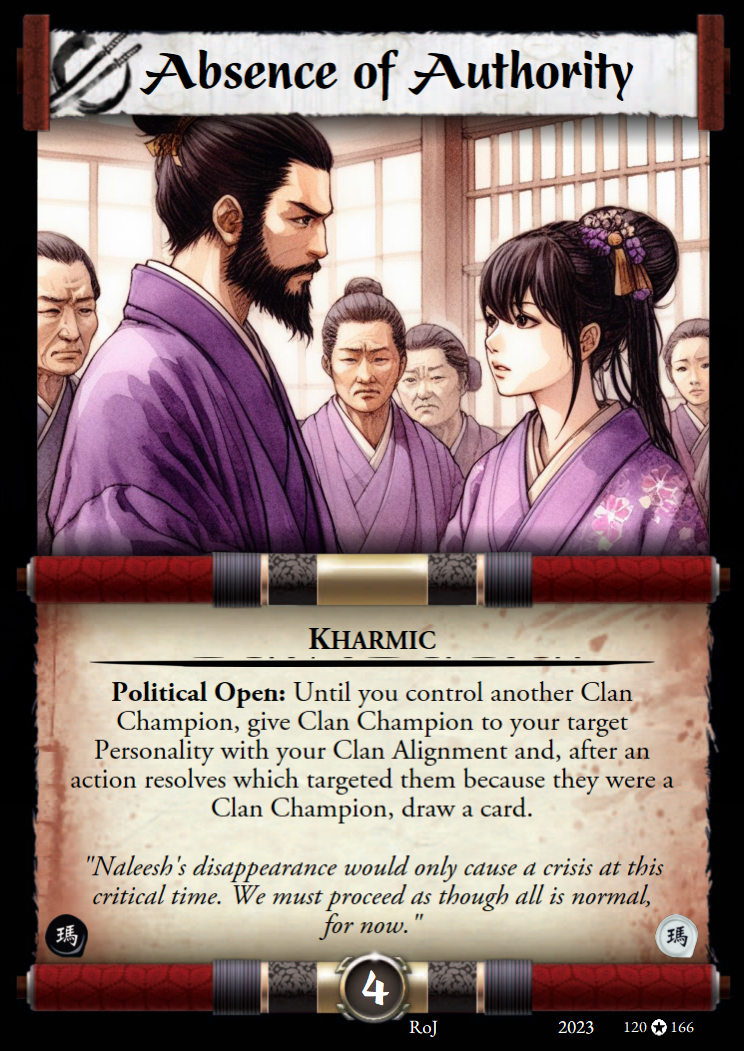 Absence of Authority
KHARMIC
Political Open: Until you control another Clan
Champion, give Clan Champion to your target
Personality with your Clan Alignment and, after an
action resolves which targeted them because they were a
Clan Champion, draw a card.
"Naleesh's disappearance would only cause a crisis at this
critical time. We must proceed as though all is normal,
for now."
瑪 瑪
4
RoJ 2023 120 166